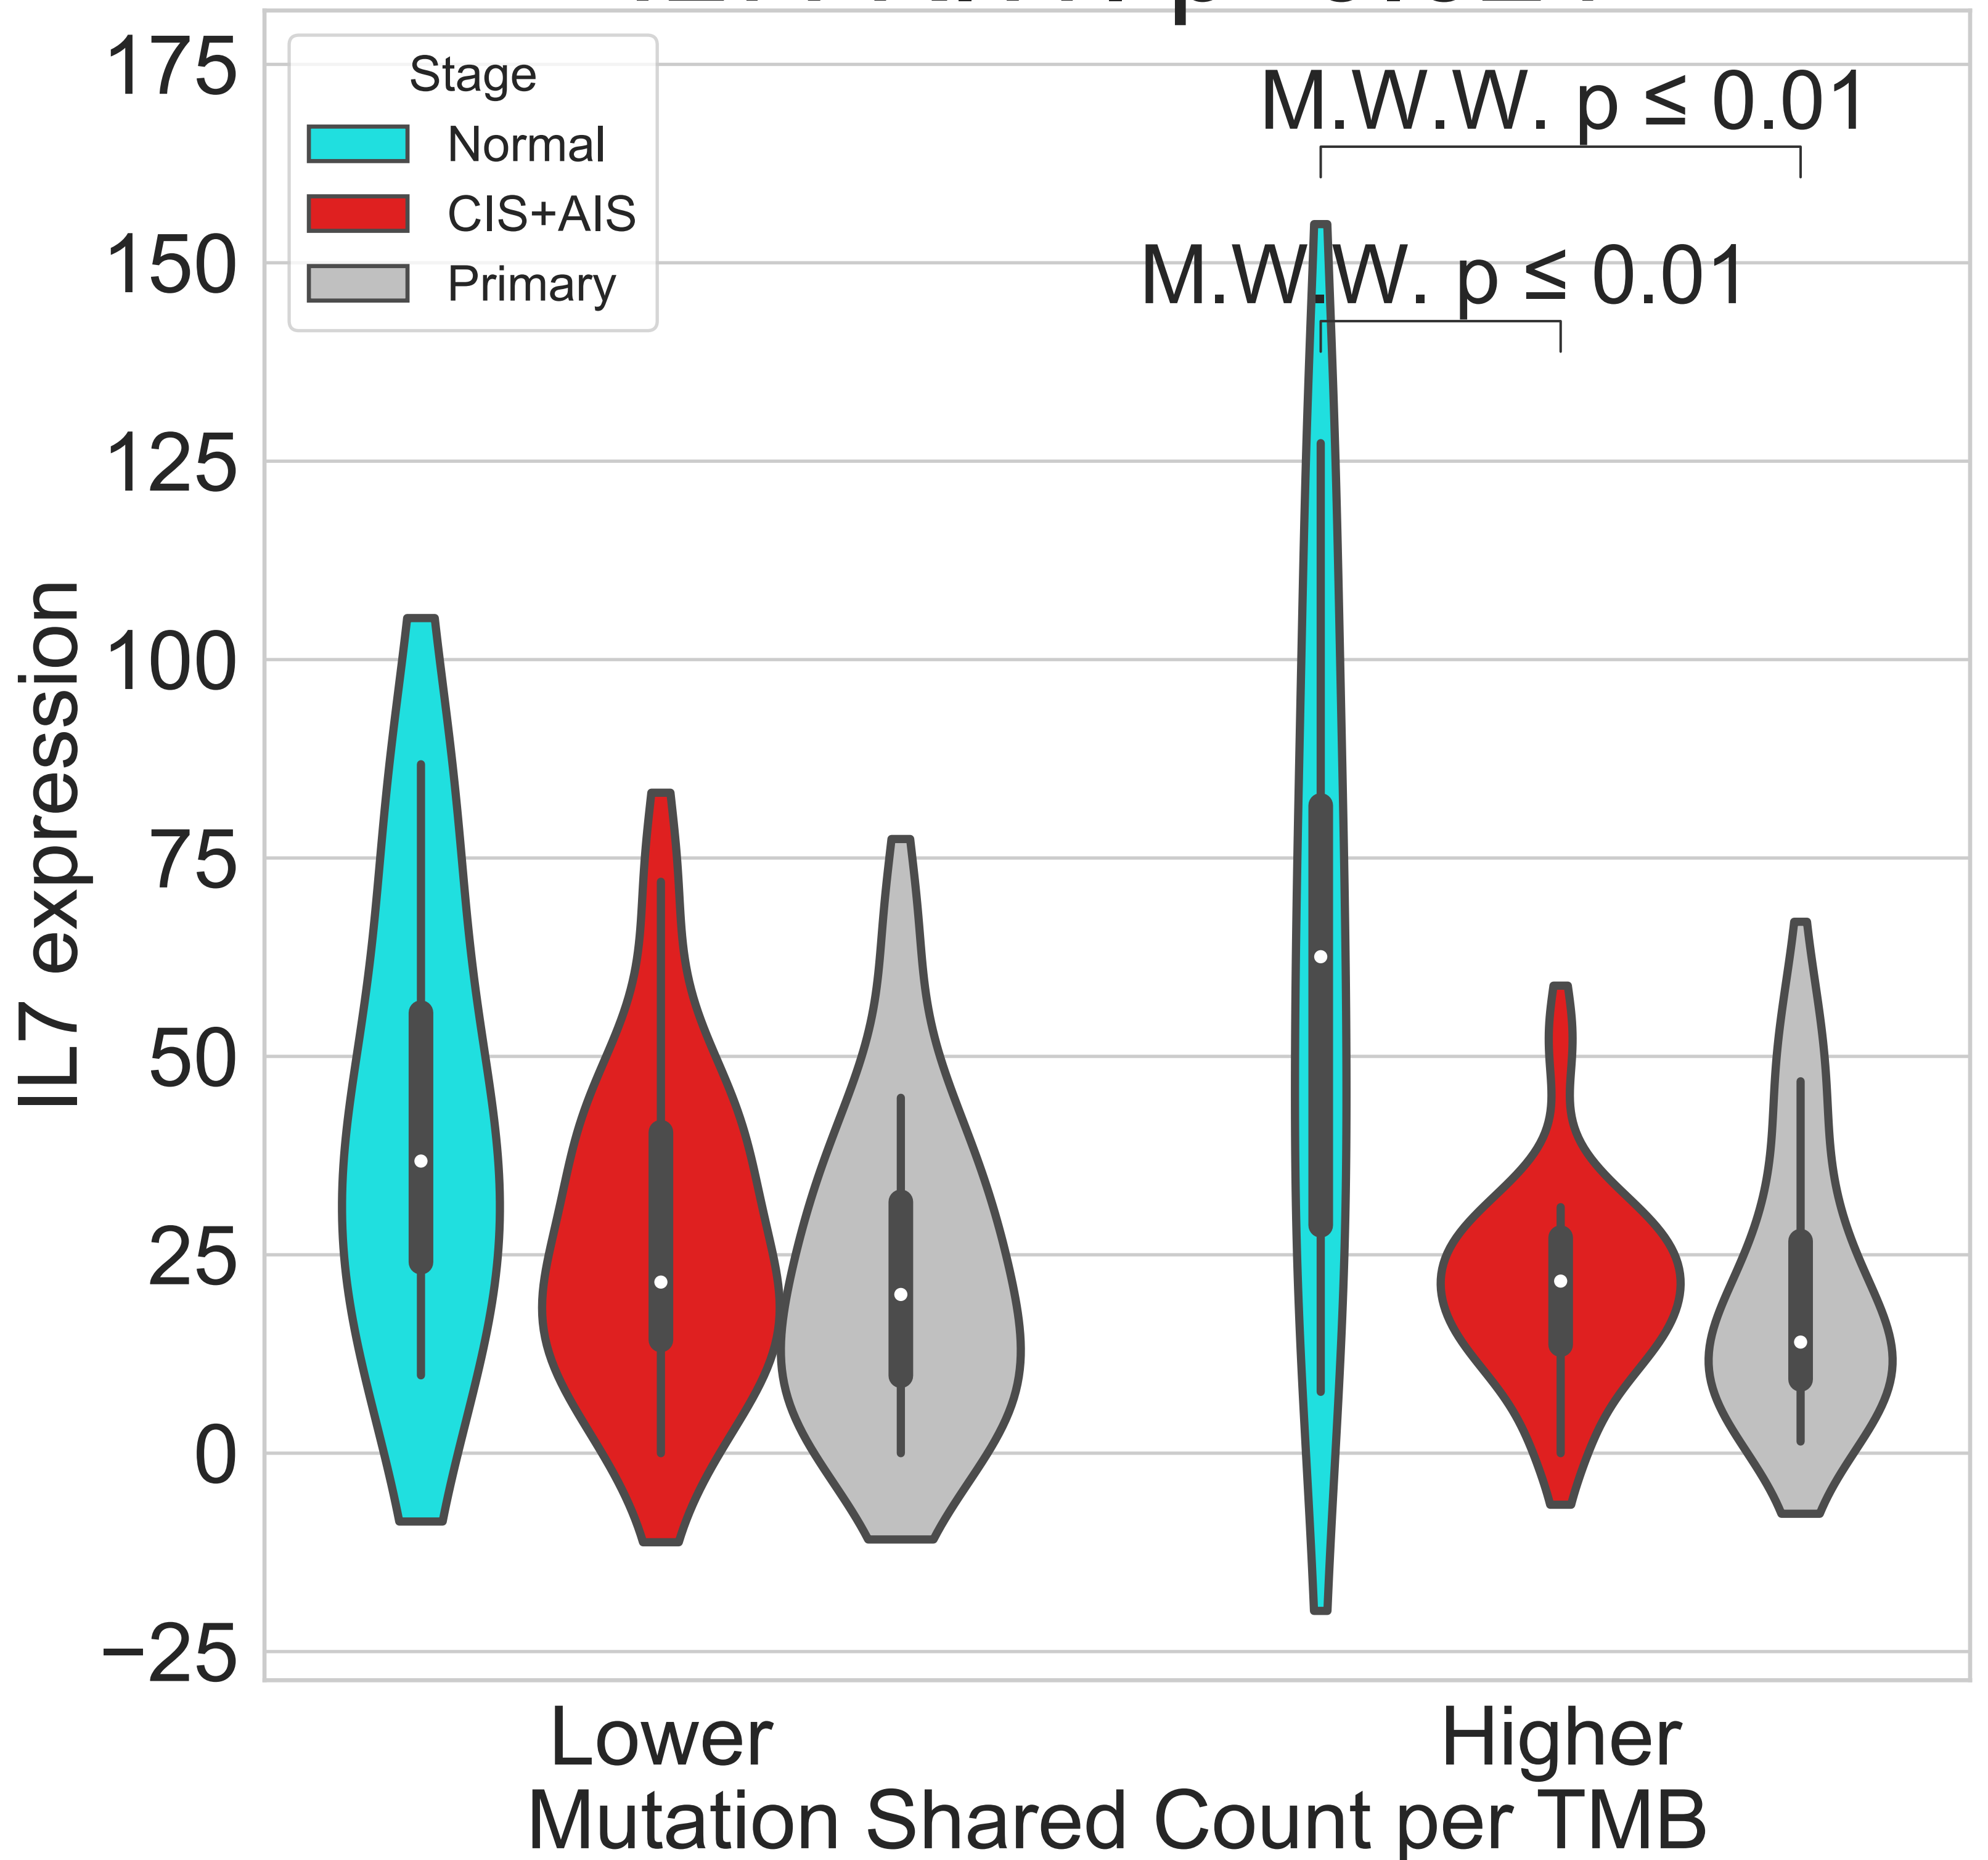 175
150
125
100
75
50
25
0
−25
IL7 expression
Stage
Normal
CIS+AIS
Primary
M.W.W. p ≤ 0.01
M.W.W. p ≤ 0.01
Lower
Higher
Mutation Shared Count per TMB